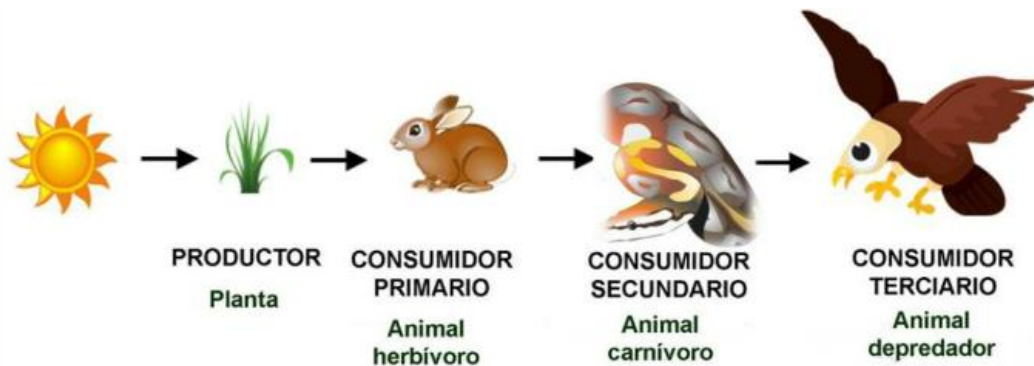 PRODUCTOR
Planta
CONSUMIDOR
PRIMARIO
Animal
herbívoro
CONSUMIDOR
SECUNDARIO
Animal
carnívoro
CONSUMIDOR
TERCIARIO
Animal
depredador